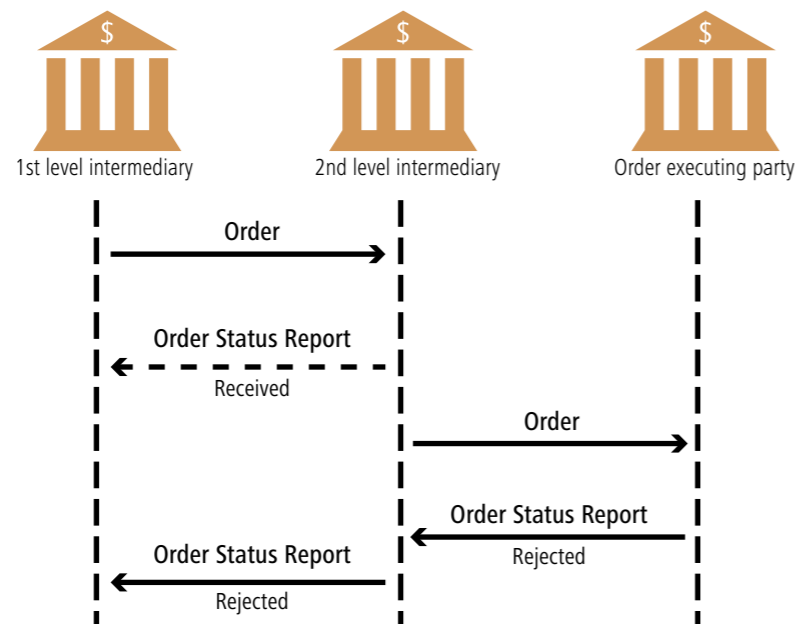 $ $ $
1st level intermediary 2nd level intermediary Order executing party
Order
Order Status Report
Received
Order
Order Status Report
Rejected
Order Status Report
Rejected